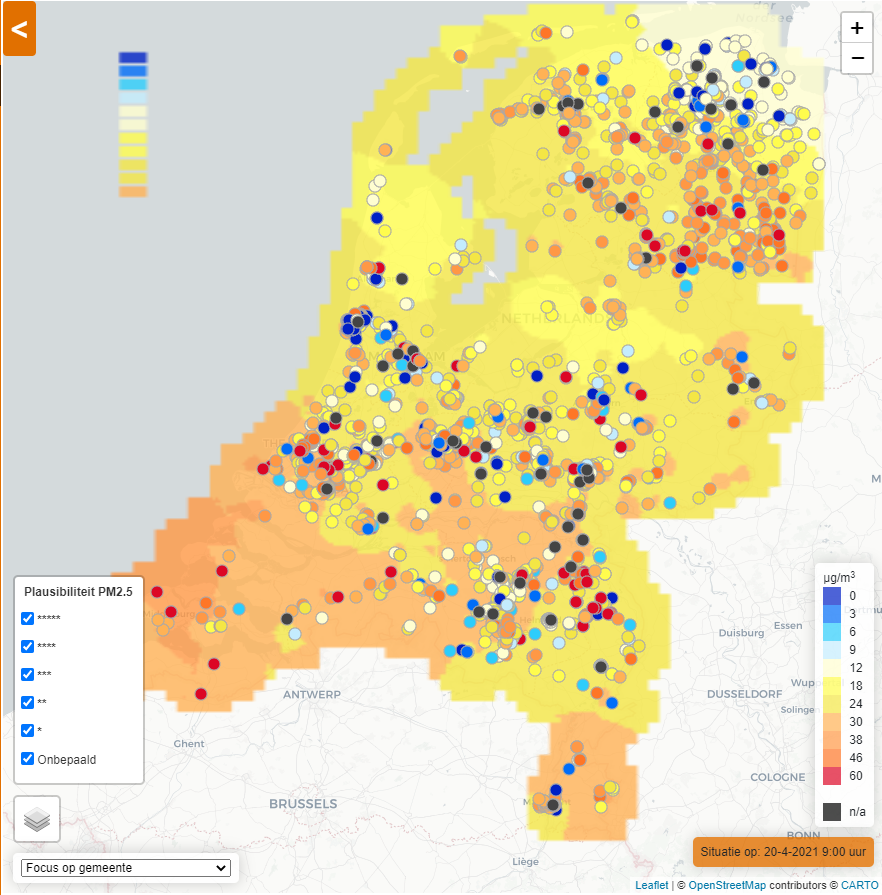 <
Nordsee
+
−
NETHERLANDS
ANTWERP
Ghent
BRUSSELS
Liège
Duisburg
Essen
DUSSELDORF
Solingen
COLOGNE
BONN
Plausibiliteit PM2.5
*****
****
***
**
*
Onbepaald
µg/m³
0
3
6
9
12
18
24
30
38
46
60
n/a
Focus op gemeente
Situatie op: 20-4-2021 9:00 uur
Leaflet | © OpenStreetMap contributors © CARTO